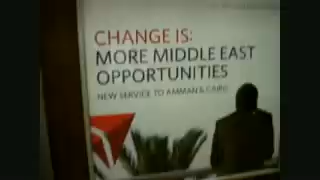 CHANGE IS:
MORE MIDDLE EAST
OPPORTUNITIES
NEW SERVICE TO AMMAN & CAIRO